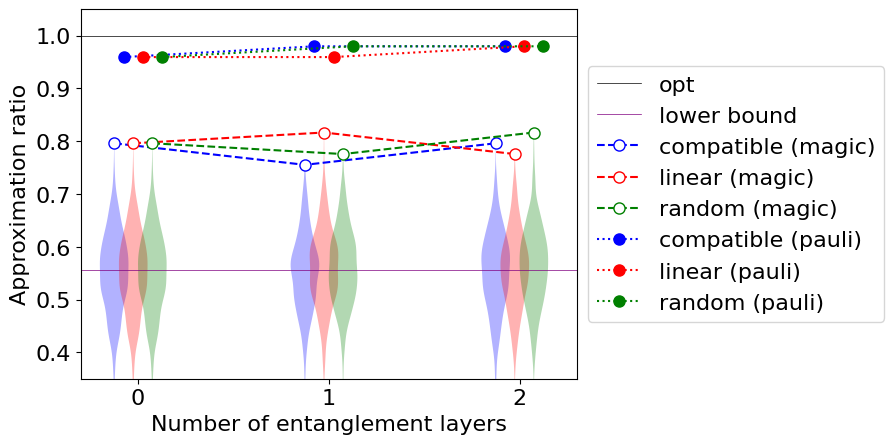 1.0
0.9
0.8
0.7
0.6
0.5
0.4
Approximation ratio
0 1 2
Number of entanglement layers
opt
lower bound
compatible (magic)
linear (magic)
random (magic)
compatible (pauli)
linear (pauli)
random (pauli)